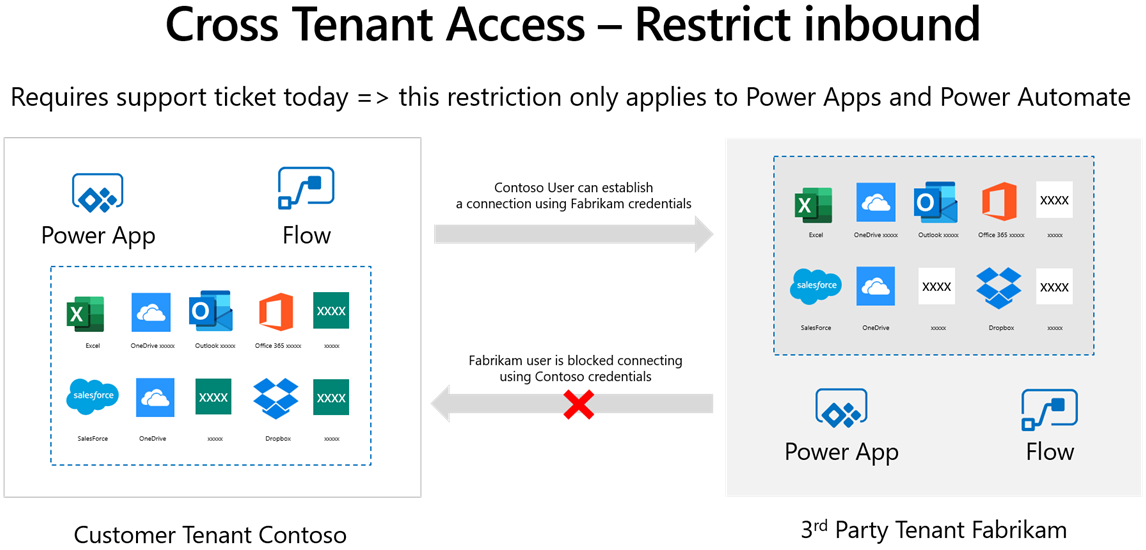 Cross Tenant Access – Restrict inbound
Requires support ticket today => this restriction only applies to Power Apps and Power Automate
Power App
Flow
X
O
XXXX
Excel
OneDrive xxxxx
Outlook xxxxx
Office 365 xxxxx
xxxxx
salesforce
XXXX
XXXX
SalesForce
OneDrive
xxxxx
Dropbox
xxxxx
Customer Tenant Contoso
Contoso User can establish
a connection using Fabrikam credentials
Fabrikam user is blocked connecting
using Contoso credentials
X
O
XXXX
Excel
OneDrive xxxxx
Outlook xxxxx
Office 365 xxxxx
xxxxx
salesforce
XXXX
XXXX
SalesForce
OneDrive
xxxxx
Dropbox
xxxxx
Power App
Flow
3rd Party Tenant Fabrikam